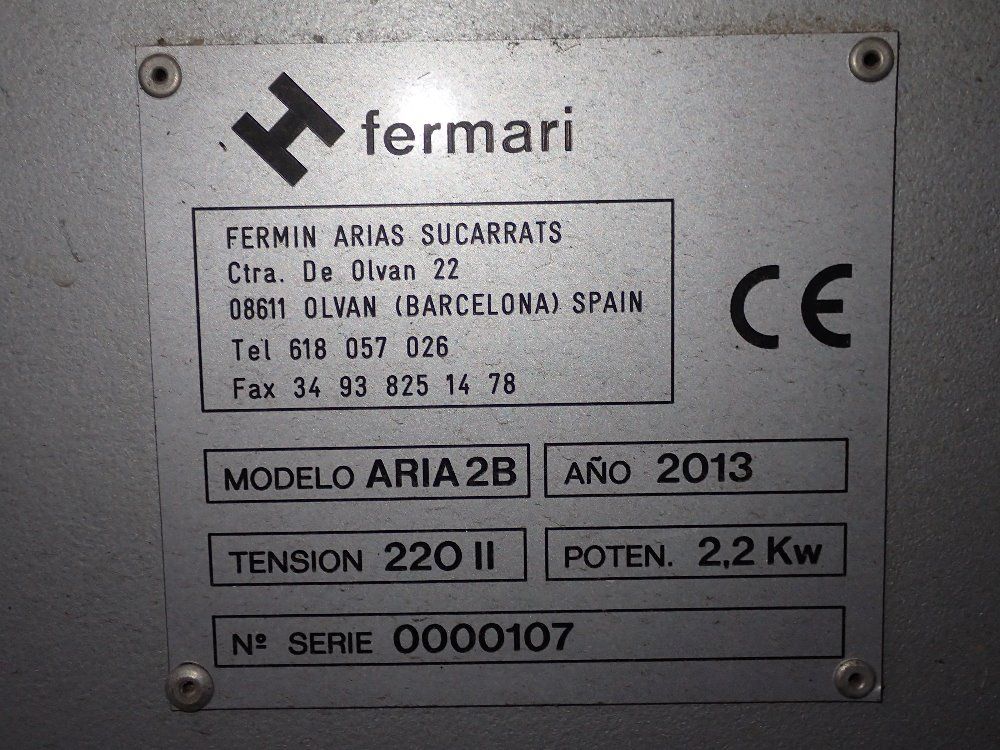 fermari
FERMIN ARIAS SUCARRATS
Ctra. De Olvan 22
08611 OLVAN (BARCELONA) SPAIN
Tel 618 057 026
Fax 34 93 825 14 78
CE
MODELO ARIA 2B
AÑO 2013
TENSION 220 II
POTEN. 2,2 Kw
Nº SERIE 0000107